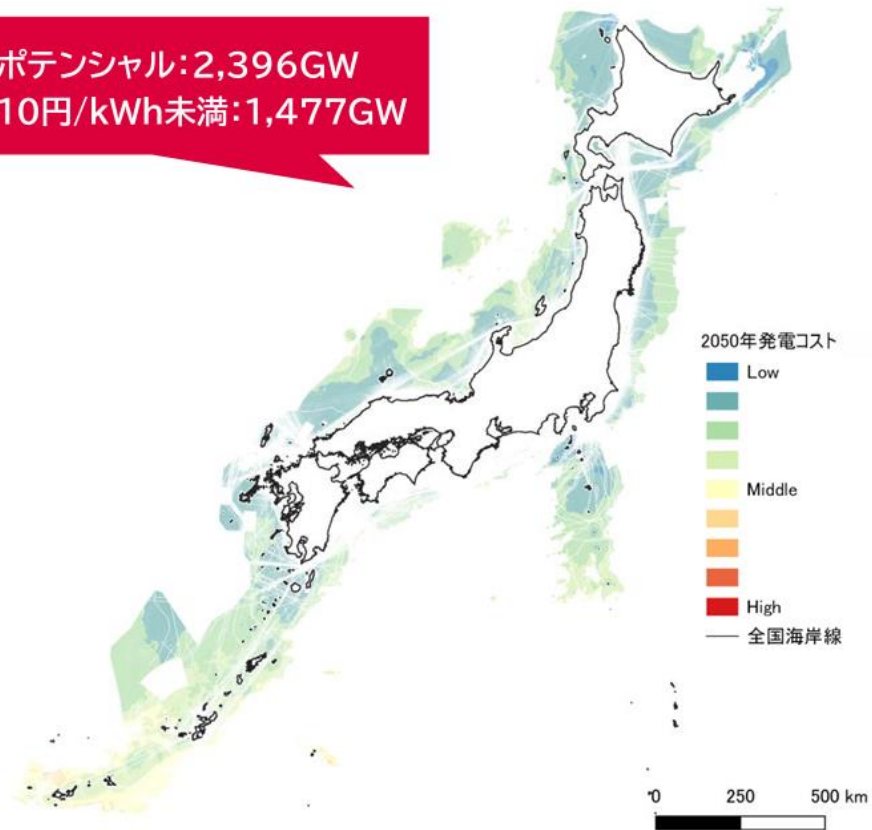 ポテンシャル：2,396GW
10円/kWh未満：1,477GW
2050年発電コスト
Low
Middle
High
全国海岸線
0 250 500 km